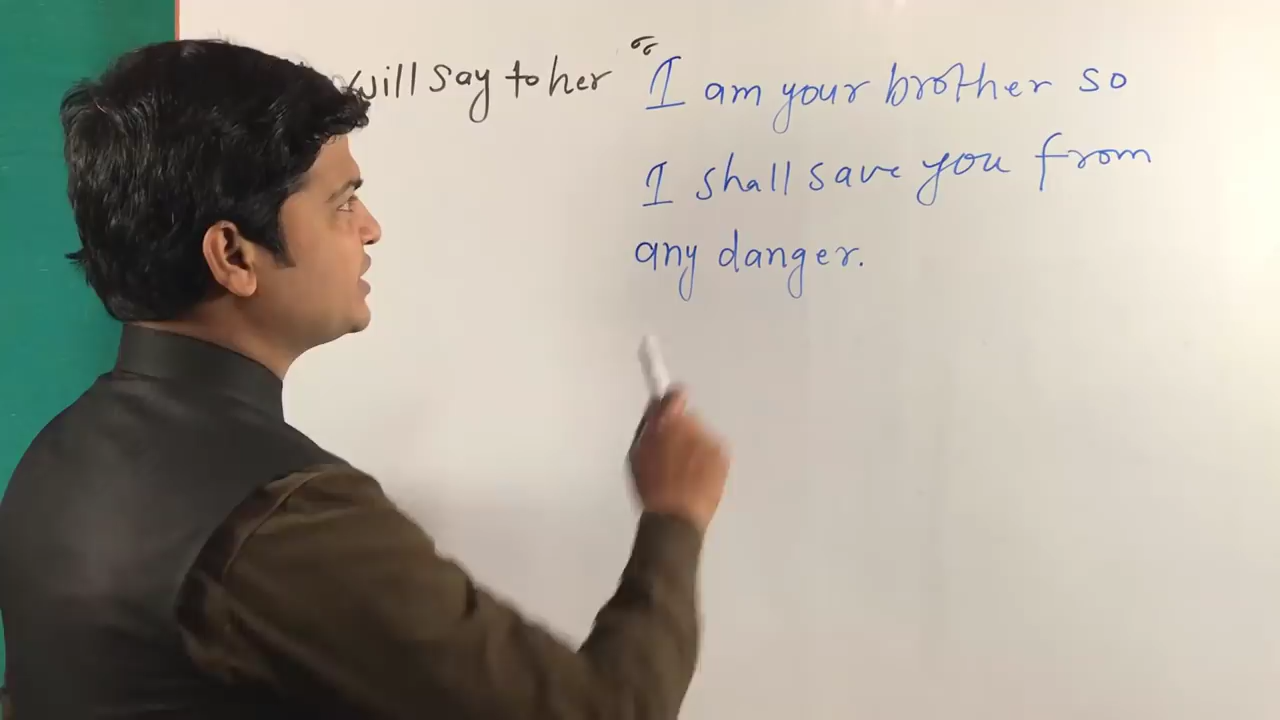 will say to her “ I am your brother so
I shall save you from
any danger.